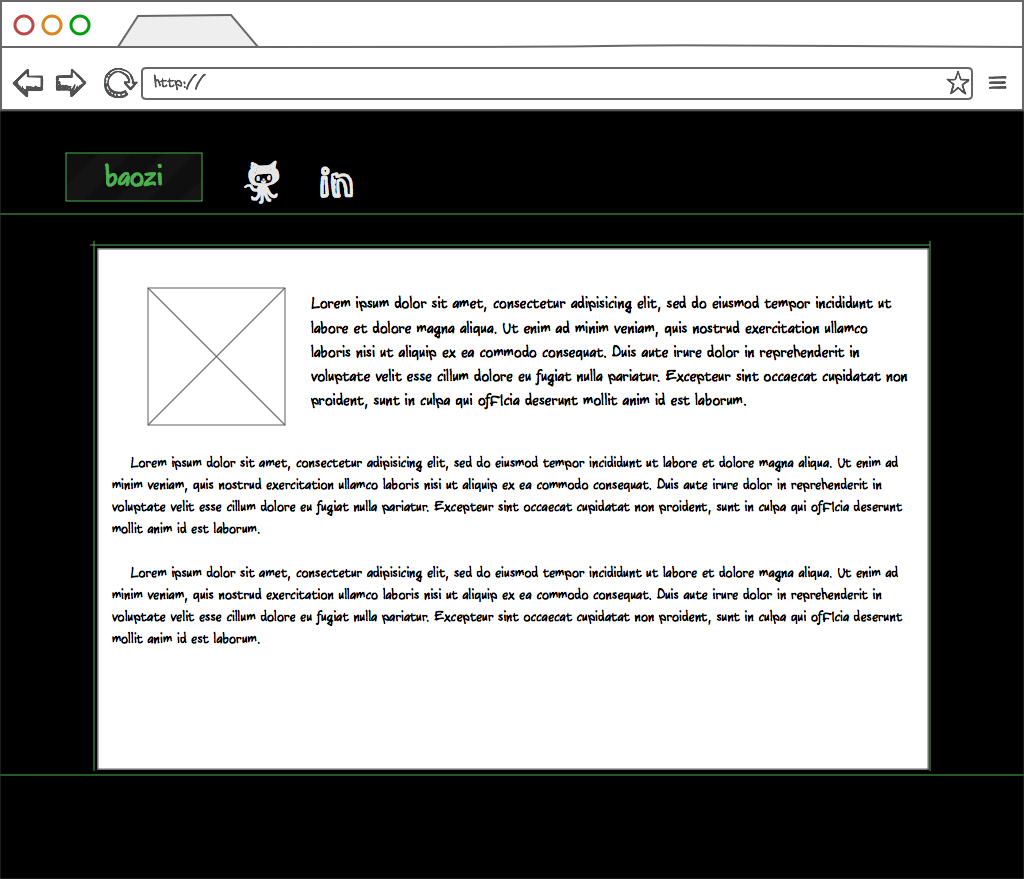 http://
baozi
in
Lorem ipsum dolor sit amet, consectetur adipisicing elit, sed do eiusmod tempor incididunt ut
labore et dolore magna aliqua. Ut enim ad minim veniam, quis nostrud exercitation ullamco
laboris nisi ut aliquip ex ea commodo consequat. Duis aute irure dolor in reprehenderit in
voluptate velit esse cillum dolore eu fugiat nulla pariatur. Excepteur sint occaecat cupidatat non
proident, sunt in culpa qui officia deserunt mollit anim id est laborum.
Lorem ipsum dolor sit amet, consectetur adipisicing elit, sed do eiusmod tempor incididunt ut labore et dolore magna aliqua. Ut enim ad
minim veniam, quis nostrud exercitation ullamco laboris nisi ut aliquip ex ea commodo consequat. Duis aute irure dolor in reprehenderit in
voluptate velit esse cillum dolore eu fugiat nulla pariatur. Excepteur sint occaecat cupidatat non proident, sunt in culpa qui officia deserunt
mollit anim id est laborum.
Lorem ipsum dolor sit amet, consectetur adipisicing elit, sed do eiusmod tempor incididunt ut labore et dolore magna aliqua. Ut enim ad
minim veniam, quis nostrud exercitation ullamco laboris nisi ut aliquip ex ea commodo consequat. Duis aute irure dolor in reprehenderit in
voluptate velit esse cillum dolore eu fugiat nulla pariatur. Excepteur sint occaecat cupidatat non proident, sunt in culpa qui officia deserunt
mollit anim id est laborum.